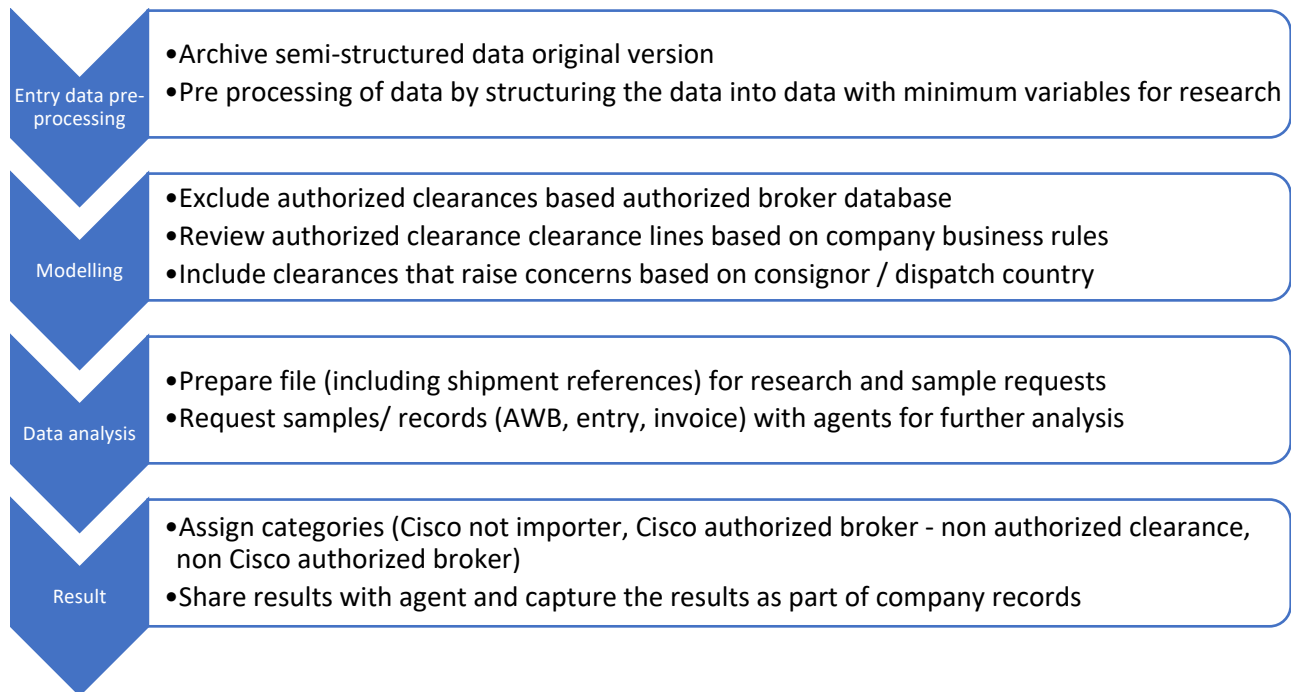 Entry data pre-
processing
•Archive semi-structured data original version
•Pre processing of data by structuring the data into data with minimum variables for research
Modelling
•Exclude authorized clearances based authorized broker database
•Review authorized clearance clearance lines based on company business rules
•Include clearances that raise concerns based on consignor / dispatch country
Data analysis
•Prepare file (including shipment references) for research and sample requests
•Request samples/ records (AWB, entry, invoice) with agents for further analysis
Result
•Assign categories (Cisco not importer, Cisco authorized broker - non authorized clearance,
non Cisco authorized broker)
•Share results with agent and capture the results as part of company records